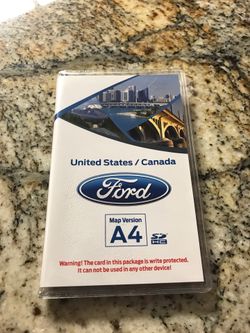 United States / Canada
Ford
Map Version
A4
SD
HC
Warning! The card in this package is write protected.
It can not be used in any other device!